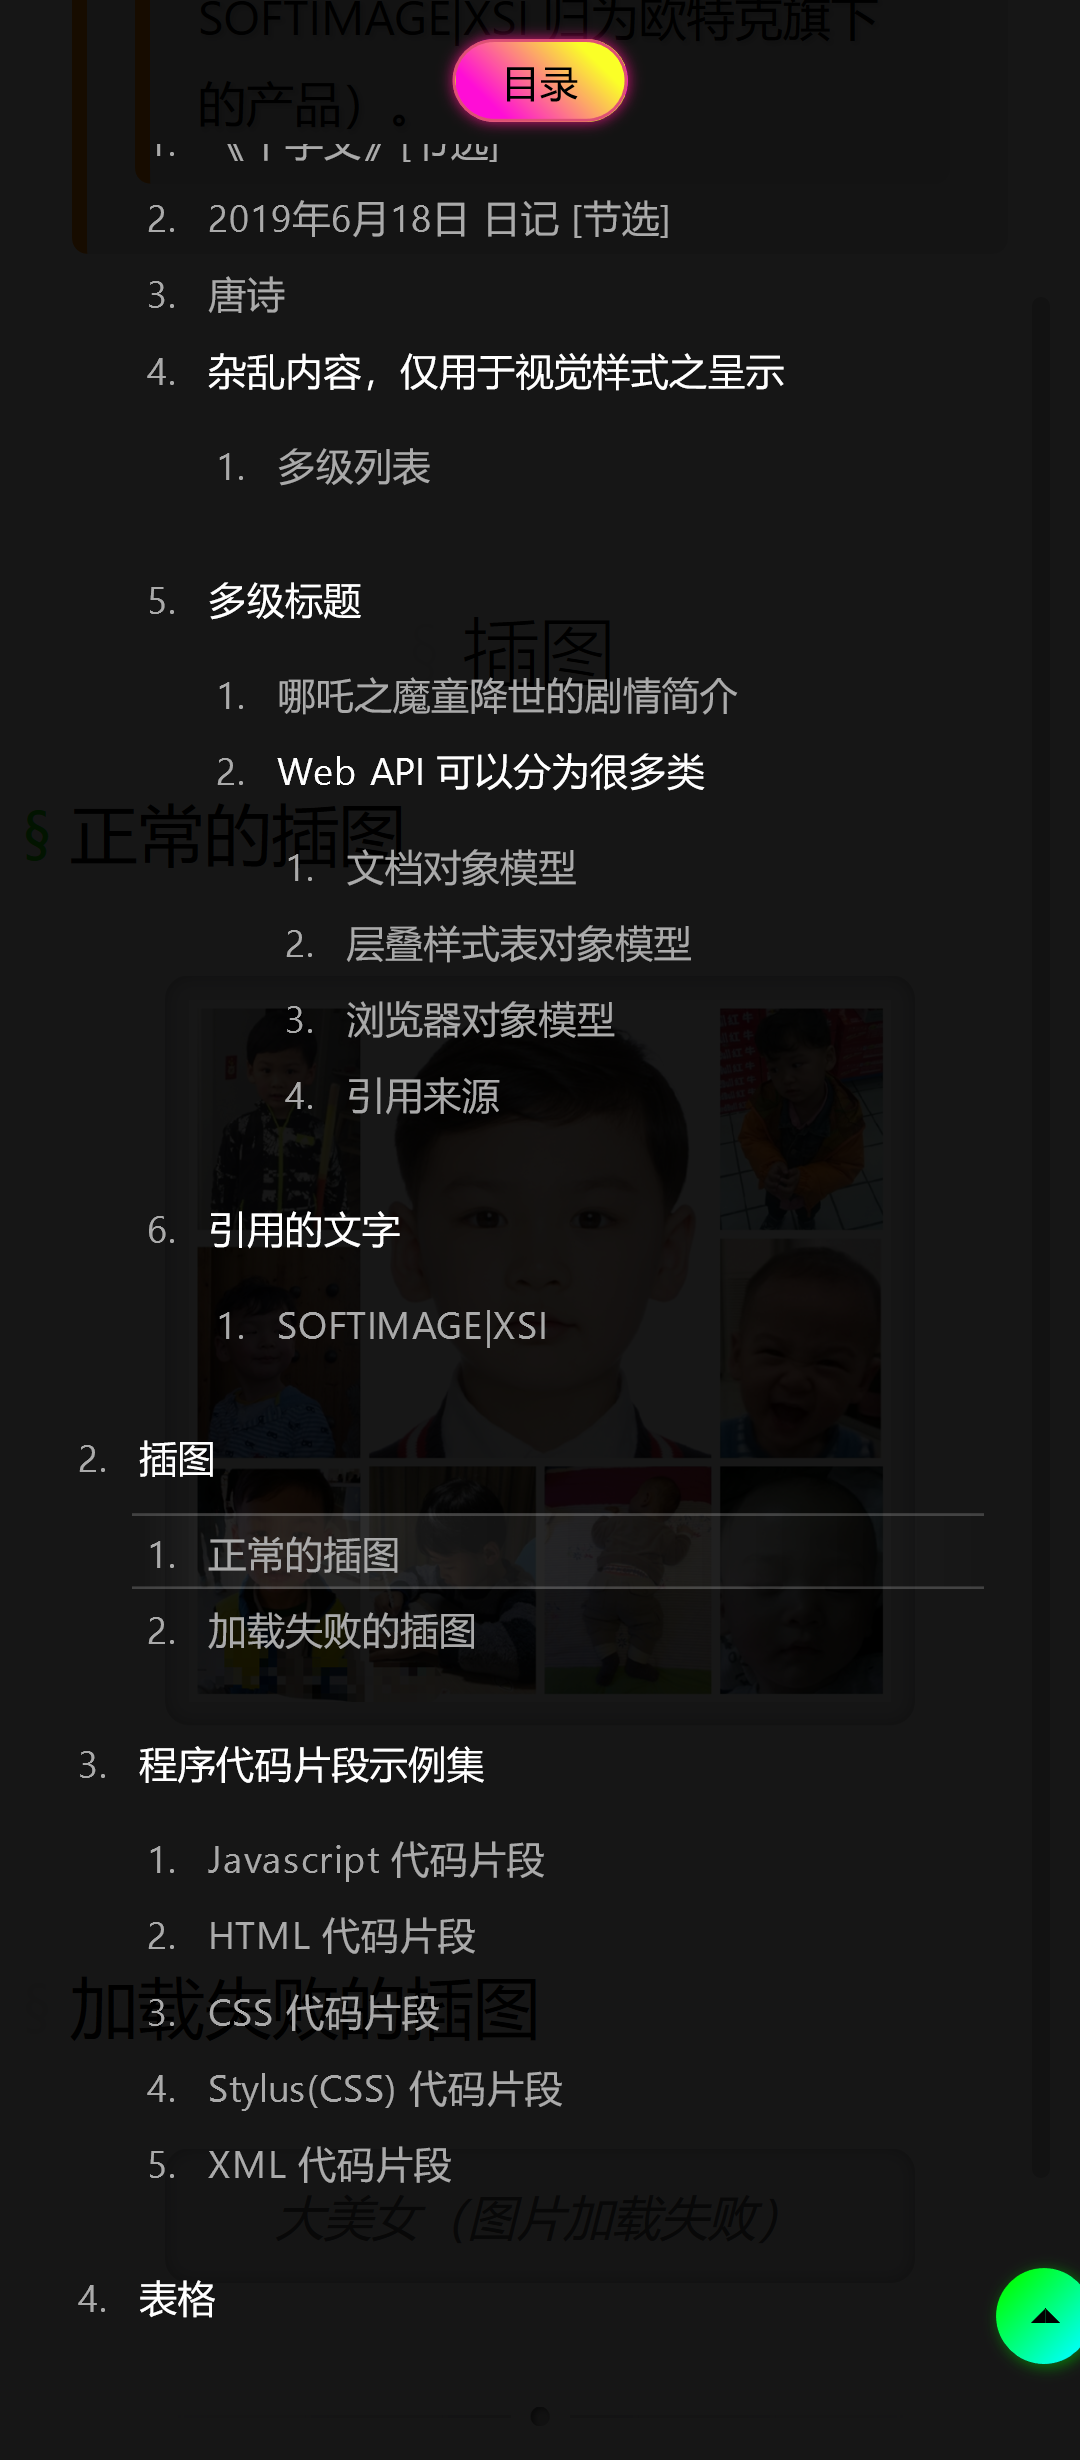 SOFTIMAGE|XSI 归为欧特克旗下
目录
的产品）。
1. 《千字文》[节选]
2. 2019年6月18日 日记 [节选]
3. 唐诗
4. 杂乱内容，仅用于视觉样式之呈示
1. 多级列表
5. 多级标题
插图
1. 哪吒之魔童降世的剧情简介
2. Web API 可以分为很多类
§ 正常的插图
1. 文档对象模型
2. 层叠样式表对象模型
3. 浏览器对象模型
4. 引用来源
6. 引用的文字
1. SOFTIMAGE|XSI
2. 插图
1. 正常的插图
2. 加载失败的插图
3. 程序代码片段示例集
1. Javascript 代码片段
2. HTML 代码片段
加载失败的插图
3. CSS 代码片段
4. Stylus(CSS) 代码片段
5. XML 代码片段
大美女（图片加载失败）
4. 表格